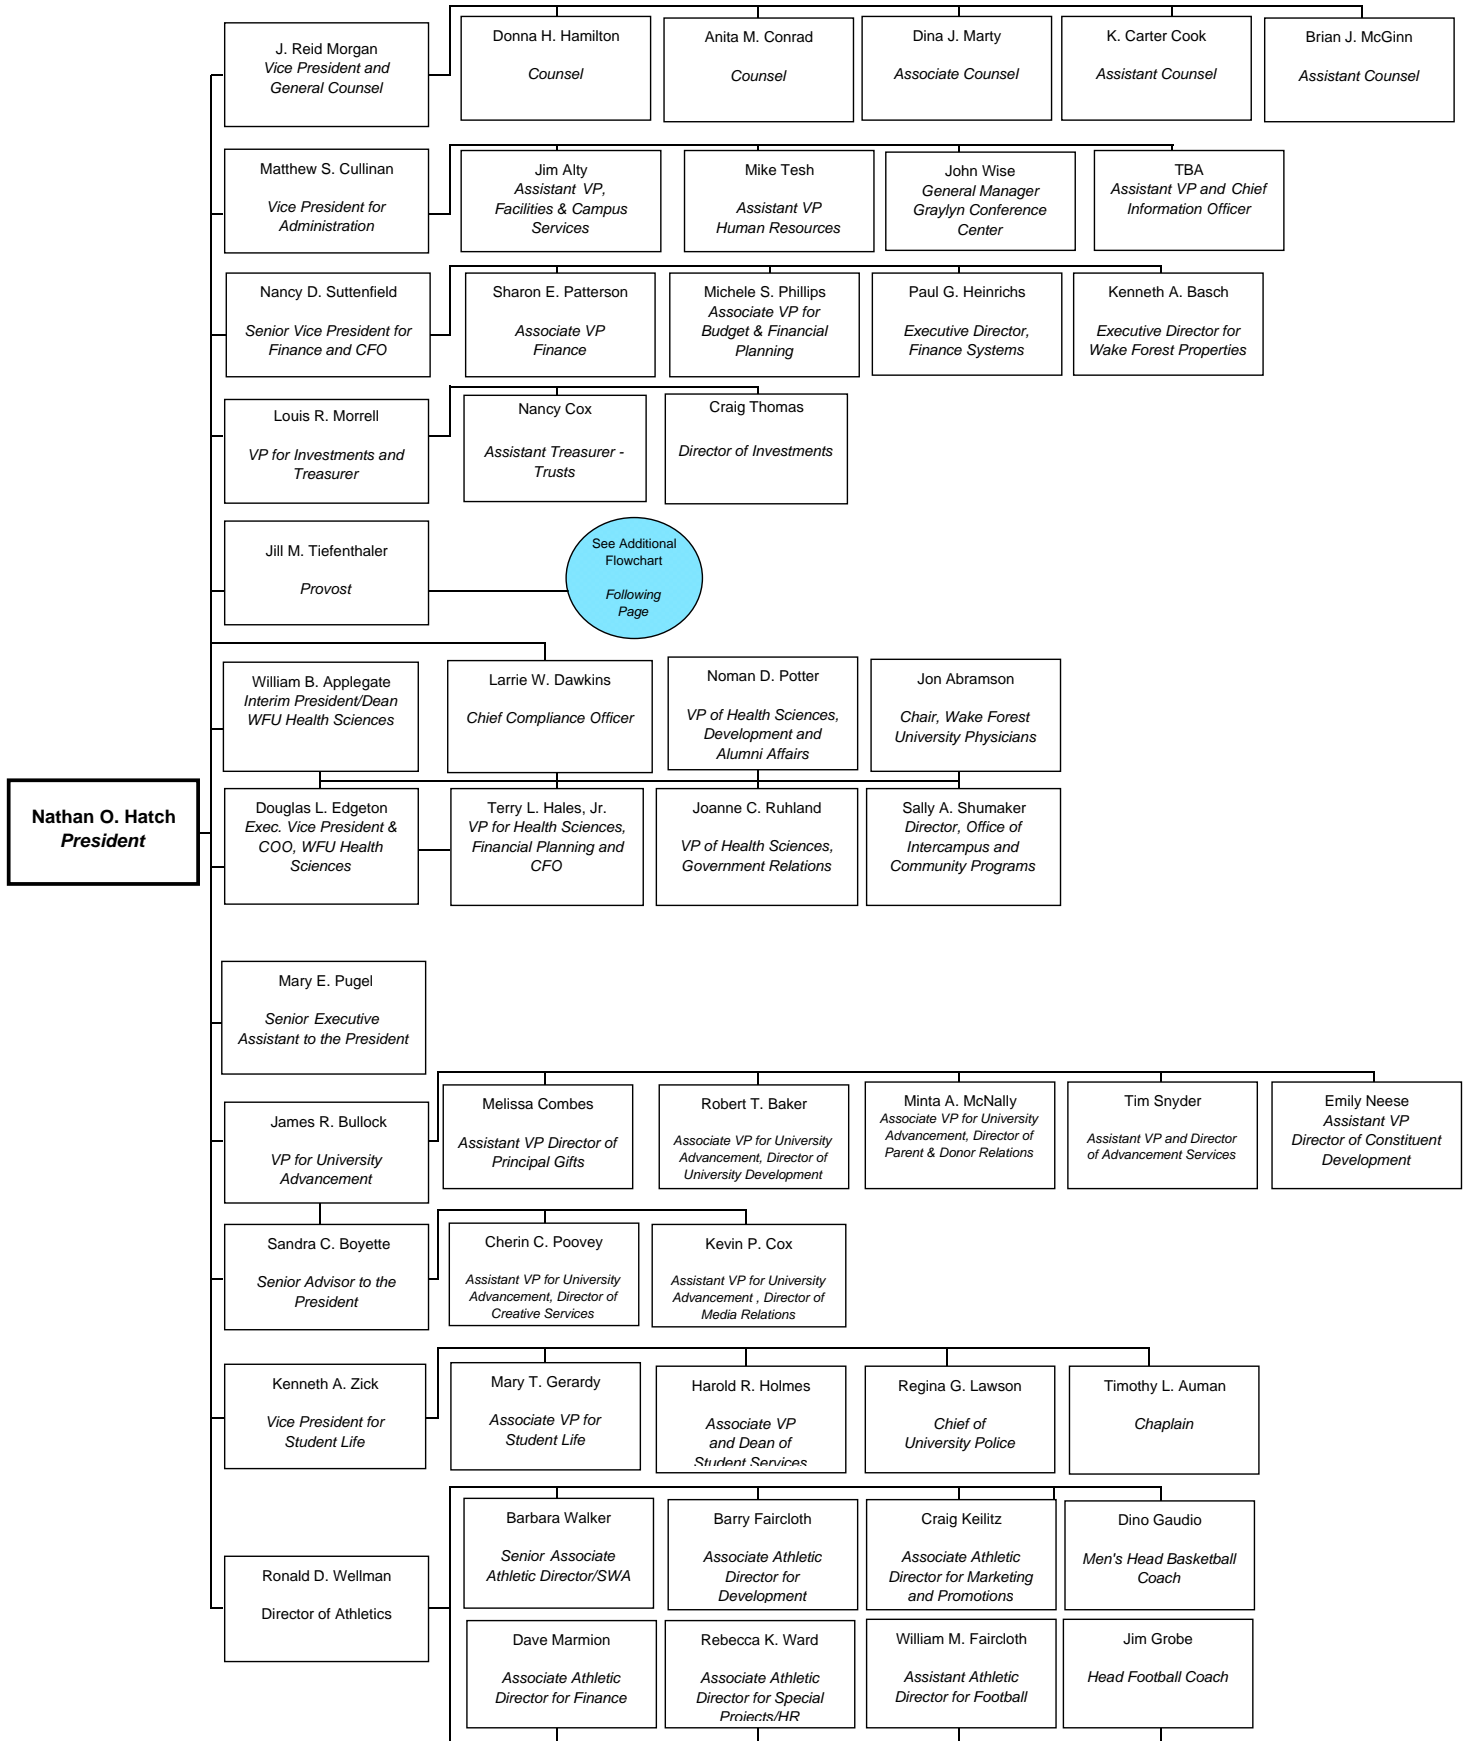 J. Reid Morgan
Vice President and
General Counsel
Donna H. Hamilton
Counsel
Anita M. Conrad
Counsel
Dina J. Marty
Associate Counsel
K. Carter Cook
Assistant Counsel
Brian J. McGinn
Assistant Counsel
Matthew S. Cullinan
Vice President for
Administration
Jim Alty
Assistant VP,
Facilities & Campus
Services
Mike Tesh
Assistant VP
Human Resources
John Wise
General Manager
Graylyn Conference
Center
TBA
Assistant VP and Chief
Information Officer
Nancy D. Suttenfield
Senior Vice President for
Finance and CFO
Sharon E. Patterson
Associate VP
Finance
Michele S. Phillips
Associate VP for
Budget & Financial
Planning
Paul G. Heinrichs
Executive Director,
Finance Systems
Kenneth A. Basch
Executive Director for
Wake Forest Properties
Louis R. Morrell
VP for Investments and
Treasurer
Nancy Cox
Assistant Treasurer -
Trusts
Craig Thomas
Director of Investments
Jill M. Tiefenthaler
Provost
See Additional
Flowchart
Following
Page
William B. Applegate
Interim President/Dean
WFU Health Sciences
Larrie W. Dawkins
Chief Compliance Officer
Noman D. Potter
VP of Health Sciences,
Development and
Alumni Affairs
Jon Abramson
Chair, Wake Forest
University Physicians
Nathan O. Hatch
President
Douglas L. Edgeton
Exec. Vice President &
COO, WFU Health
Sciences
Terry L. Hales, Jr.
VP for Health Sciences,
Financial Planning and
CFO
Joanne C. Ruhland
VP of Health Sciences,
Government Relations
Sally A. Shumaker
Director, Office of
Intercampus and
Community Programs
Mary E. Pugel
Senior Executive
Assistant to the President
James R. Bullock
VP for University
Advancement
Melissa Combes
Assistant VP Director of
Principal Gifts
Robert T. Baker
Associate VP for University
Advancement, Director of
University Development
Minta A. McNally
Associate VP for University
Advancement, Director of
Parent & Donor Relations
Tim Snyder
Assistant VP and Director
of Advancement Services
Emily Neese
Assistant VP
Director of Constituent
Development
Sandra C. Boyette
Senior Advisor to the
President
Cherin C. Poovey
Assistant VP for University
Advancement, Director of
Creative Services
Kevin P. Cox
Assistant VP for University
Advancement , Director of
Media Relations
Kenneth A. Zick
Vice President for
Student Life
Mary T. Gerardy
Associate VP for
Student Life
Harold R. Holmes
Associate VP
and Dean of
Student Services
Regina G. Lawson
Chief of
University Police
Timothy L. Auman
Chaplain
Ronald D. Wellman
Director of Athletics
Barbara Walker
Senior Associate
Athletic Director/SWA
Barry Faircloth
Associate Athletic
Director for
Development
Craig Keilitz
Associate Athletic
Director for Marketing
and Promotions
Dino Gaudio
Men's Head Basketball
Coach
Dave Marmion
Associate Athletic
Director for Finance
Rebecca K. Ward
Associate Athletic
Director for Special
Projects/HR
William M. Faircloth
Assistant Athletic
Director for Football
Jim Grobe
Head Football Coach